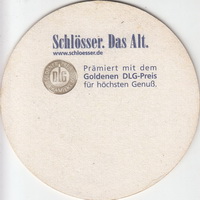 Schlösser. Das Alt.
www.schloesser.de
DLG
Prämiert mit dem
Goldenen DLG-Preis
für höchsten Genuß.